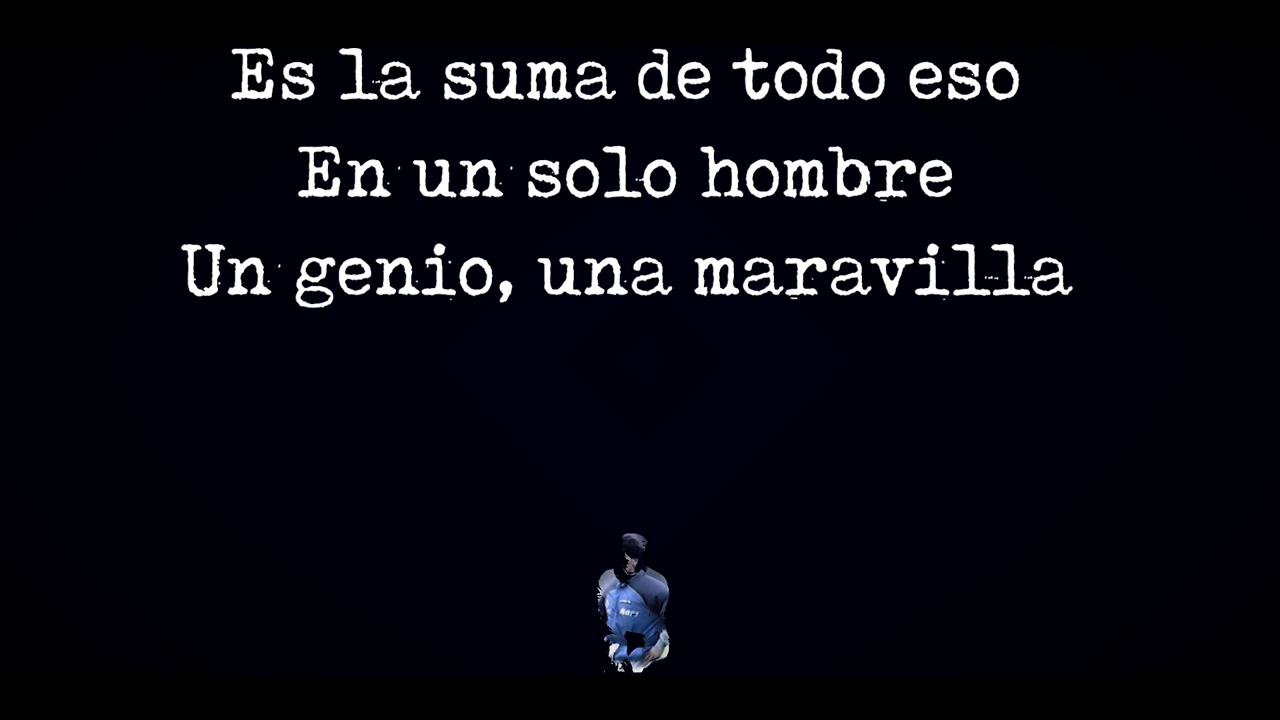 Es la suma de todo eso
En un solo hombre
Un genio, una maravilla